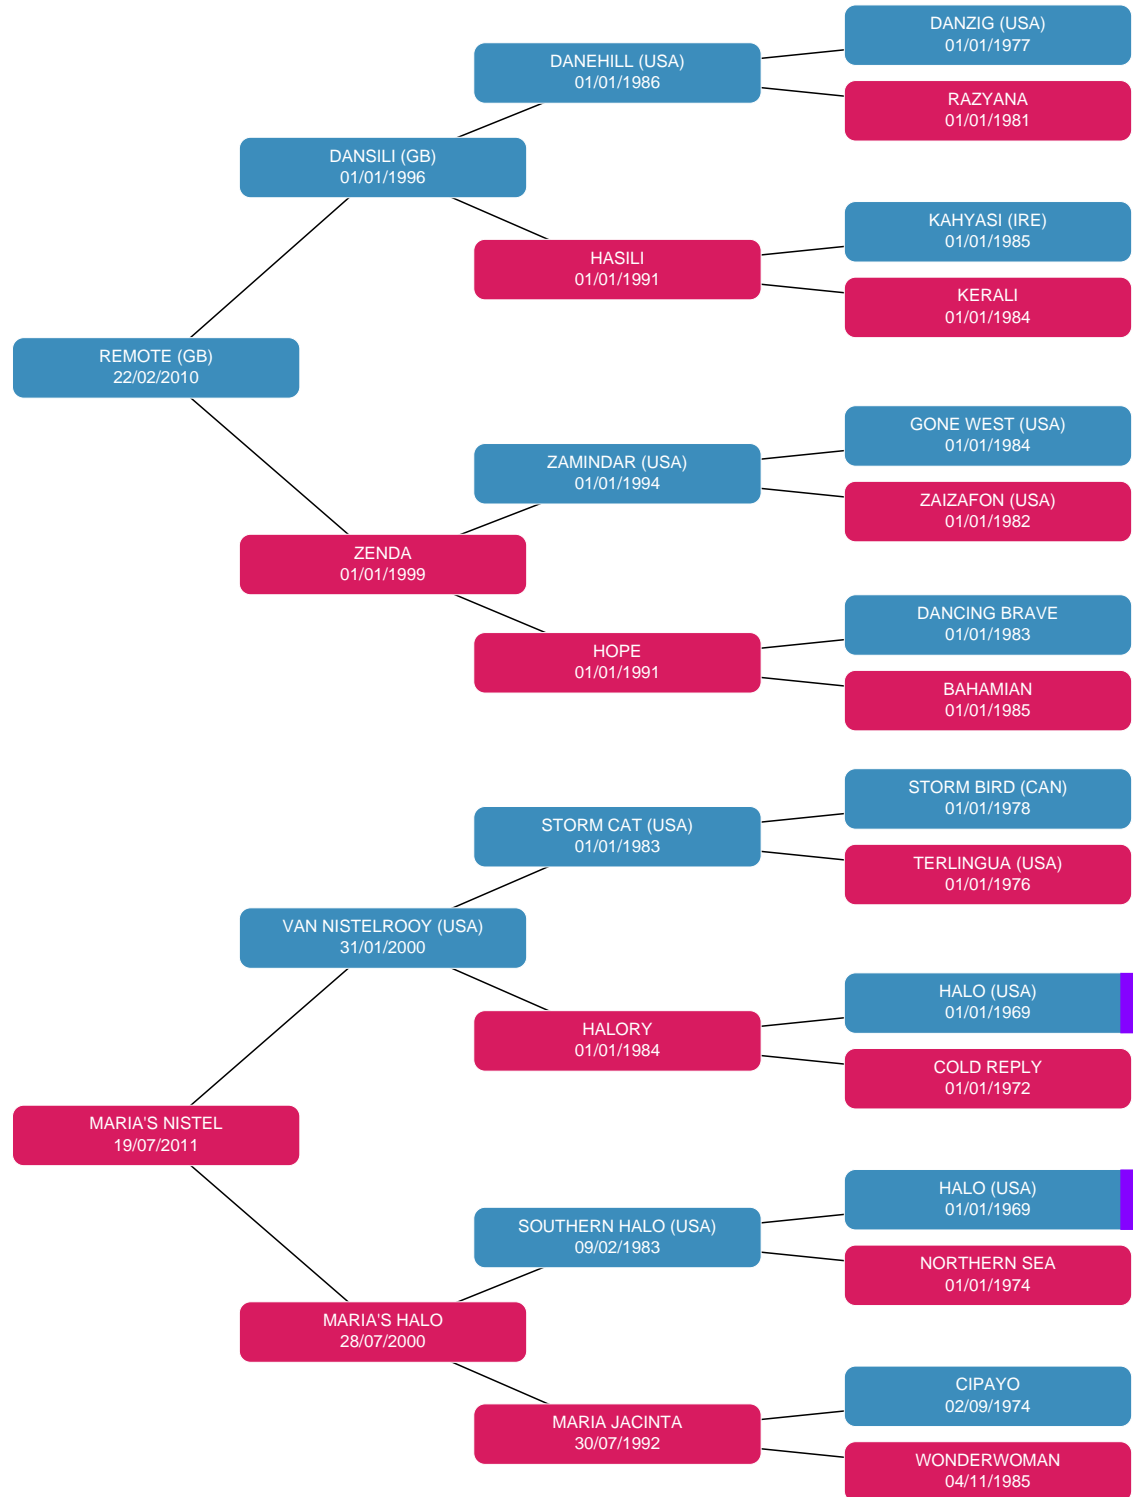 DANZIG (USA)
01/01/1977
DANEHILL (USA)
01/01/1986
RAZYANA
01/01/1981
DANSILI (GB)
01/01/1996
KAHYASI (IRE)
01/01/1985
HASILI
01/01/1991
KERALI
01/01/1984
REMOTE (GB)
22/02/2010
GONE WEST (USA)
01/01/1984
ZAMINDAR (USA)
01/01/1994
ZAIZAFON (USA)
01/01/1982
ZENDA
01/01/1999
DANCING BRAVE
01/01/1983
HOPE
01/01/1991
BAHAMIAN
01/01/1985
STORM BIRD (CAN)
01/01/1978
STORM CAT (USA)
01/01/1983
TERLINGUA (USA)
01/01/1976
VAN NISTELROOY (USA)
31/01/2000
HALO (USA)
01/01/1969
HALORY
01/01/1984
COLD REPLY
01/01/1972
MARIA'S NISTEL
19/07/2011
HALO (USA)
01/01/1969
SOUTHERN HALO (USA)
09/02/1983
NORTHERN SEA
01/01/1974
MARIA'S HALO
28/07/2000
CIPAYO
02/09/1974
MARIA JACINTA
30/07/1992
WONDERWOMAN
04/11/1985